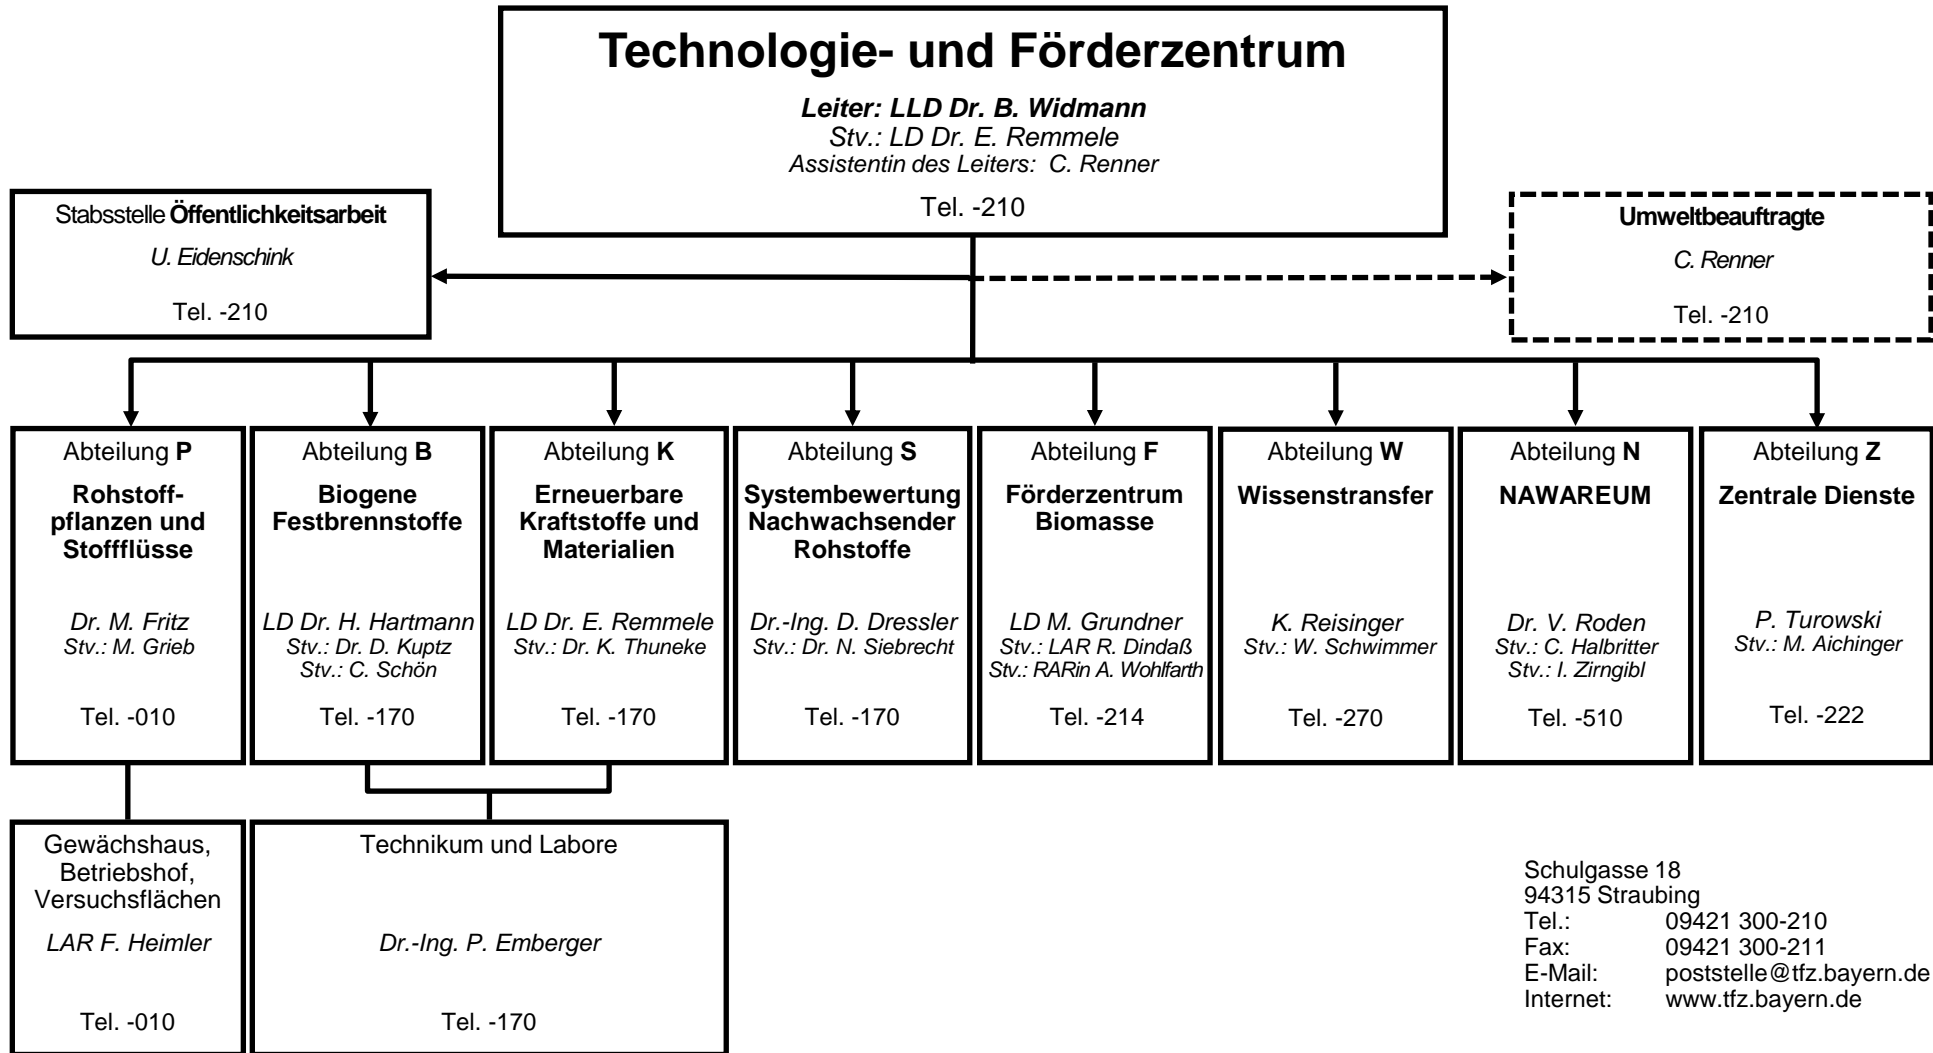 Technologie- und Förderzentrum
Leiter: LLD Dr. B. Widmann
Stv.: LD Dr. E. Remmele
Assistentin des Leiters: C. Renner
Tel. -210
Stabsstelle Öffentlichkeitsarbeit
U. Eidenschink
Tel. -210
Umweltbeauftragte
C. Renner
Tel. -210
Abteilung P
Rohstoff-
pflanzen und
Stoffflüsse
Dr. M. Fritz
Stv.: M. Grieb
Tel. -010
Abteilung B
Biogene
Festbrennstoffe
LD Dr. H. Hartmann
Stv.: Dr. D. Kuptz
Stv.: C. Schön
Tel. -170
Abteilung K
Erneuerbare
Kraftstoffe und
Materialien
LD Dr. E. Remmele
Stv.: Dr. K. Thuneke
Tel. -170
Abteilung S
Systembewertung
Nachwachsender
Rohstoffe
Dr.-Ing. D. Dressler
Stv.: Dr. N. Siebrecht
Tel. -170
Abteilung F
Förderzentrum
Biomasse
LD M. Grundner
Stv.: LAR R. Dindaß
Stv.: RARin A. Wohlfarth
Tel. -214
Abteilung W
Wissenstransfer
K. Reisinger
Stv.: W. Schwimmer
Tel. -270
Abteilung N
NAWAREUM
Dr. V. Roden
Stv.: C. Halbritter
Stv.: I. Zirngibl
Tel. -510
Abteilung Z
Zentrale Dienste
P. Turowski
Stv.: M. Aichinger
Tel. -222
Gewächshaus,
Betriebshof,
Versuchsflächen
LAR F. Heimler
Tel. -010
Technikum und Labore
Dr.-Ing. P. Emberger
Tel. -170
Schulgasse 18
94315 Straubing
Tel.: 09421 300-210
Fax: 09421 300-211
E-Mail: poststelle@tfz.bayern.de
Internet: www.tfz.bayern.de